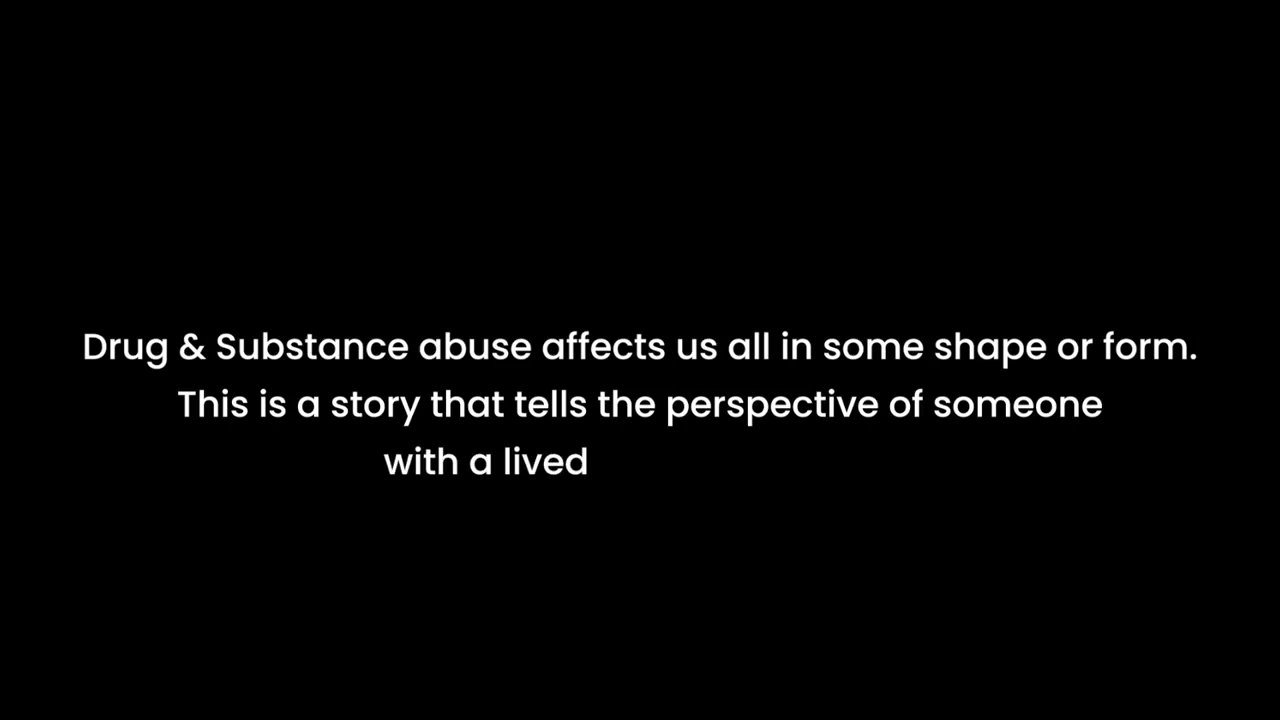 Drug & Substance abuse affects us all in some shape or form.
This is a story that tells the perspective of someone
with a lived